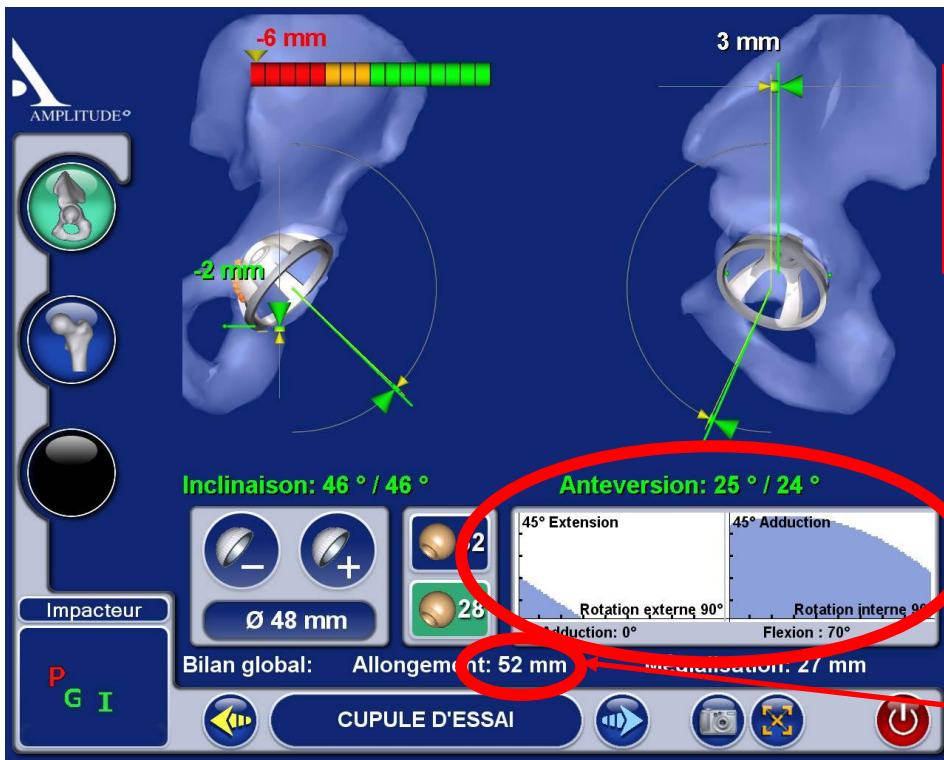 -6 mm
3 mm
AMPLITUDE
-2 mm
Inclinaison: 46 ° / 46 °
Anteversion: 25 ° / 24 °
45° Extension
45° Adduction
28
Rotation externe 90°
Rotation interne 90°
Adduction: 0°
Flexion : 70°
Impacteur
Ø 48 mm
P
G I
Bilan global: Allongement: 52 mm Médialisation: 27 mm
CUPULE D'ESSAI